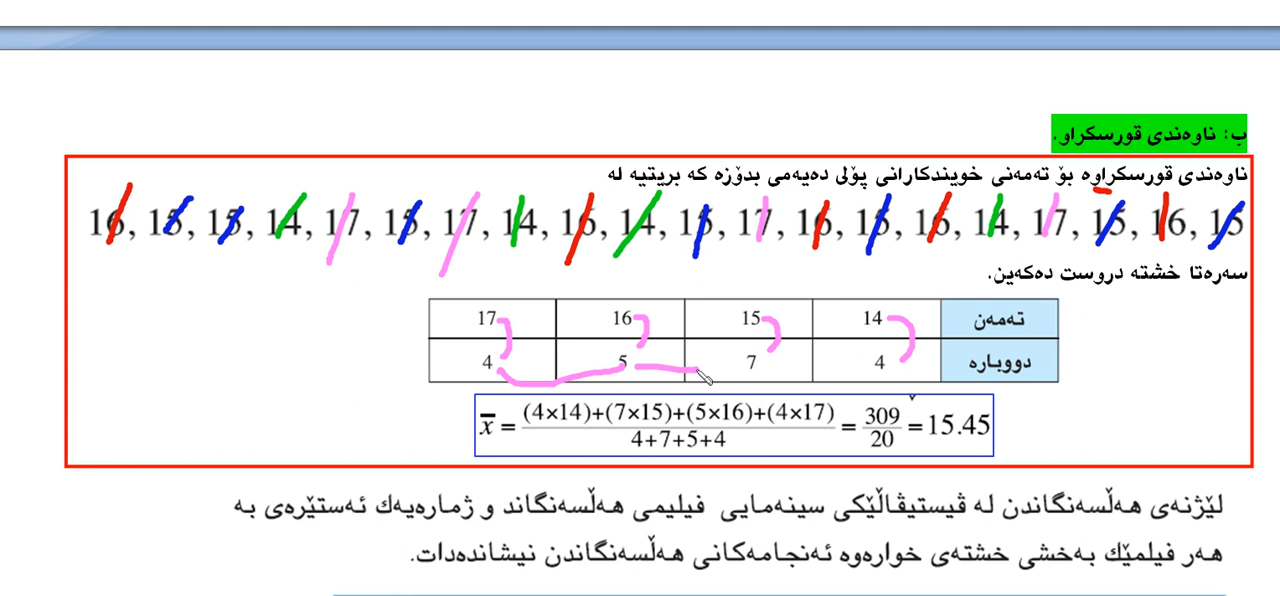 ب: ناوەندی قورسکراو.
ناوەندی قورسکراوە بۆ تەمەنی خویندکارانی پۆلی دەیەمی بدۆزە کە بریتیە لە
16, 15, 15, 14, 17, 15, 17, 14, 16, 14, 15, 17, 16, 15, 16, 14, 17, 15, 16, 15
سەرەتا خشتە دروست دەکەین.
تەمەن 14 15 16 17
دووبارە 4 7 5 4
x̄ = (4×14)+(7×15)+(5×16)+(4×17) / 4+7+5+4 = 309/20 = 15.45
لێژنەی هەڵسەنگاندن لە ڤیستیڤاڵێکی سینەمایی فیلیمی هەڵسەنگاند و ژمارەیەك ئەستێرەی بە
هەر فیلمێك بەخشی خشتەی خوارەوە ئەنجامەکانی هەڵسەنگاندن نیشاندەدات.